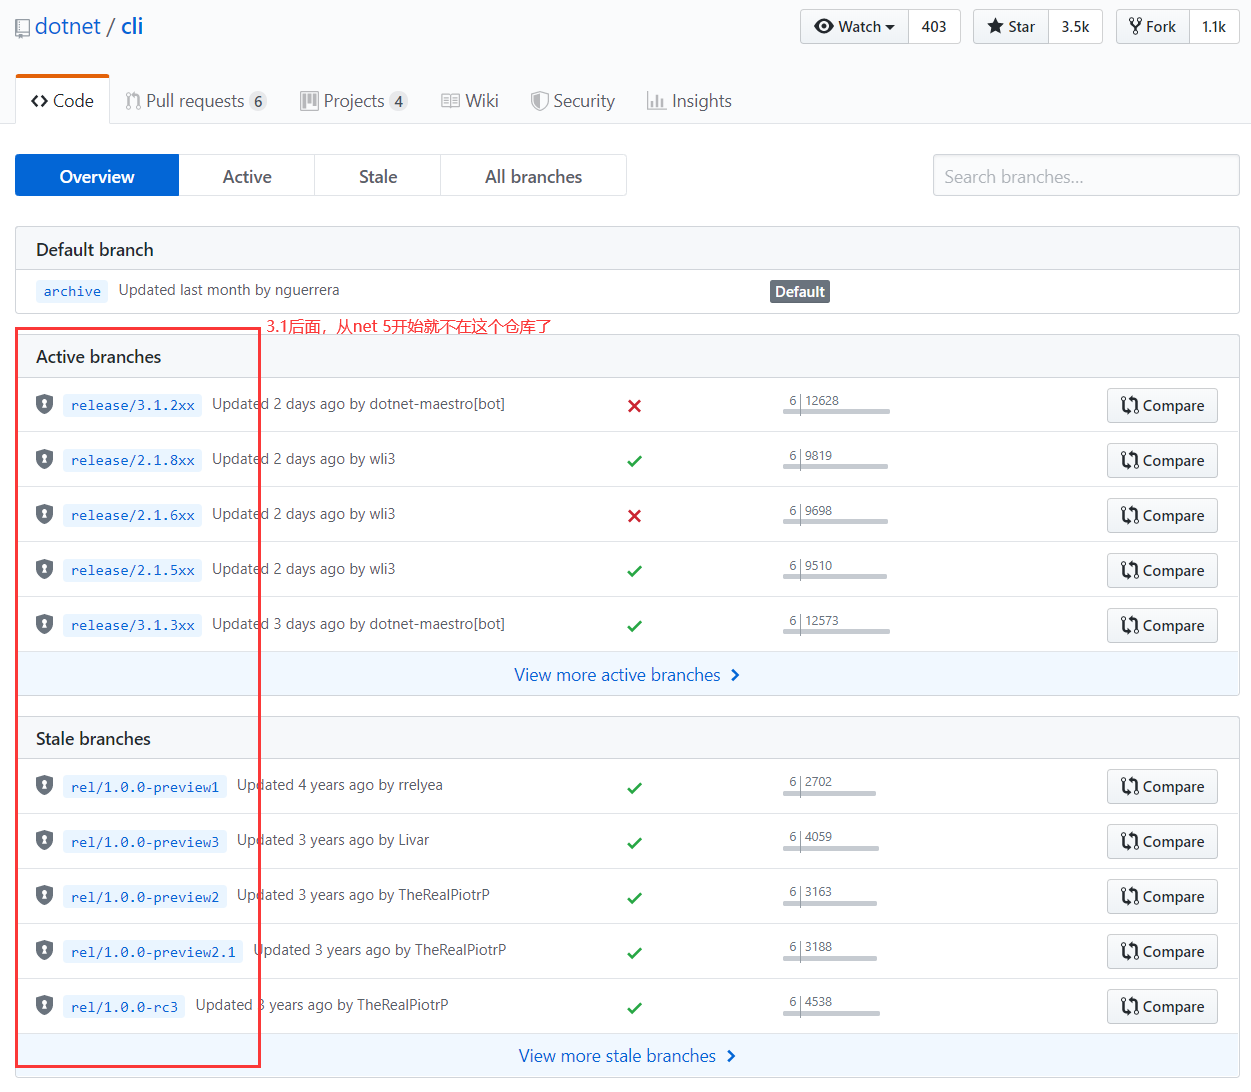 dotnet / cli
Watch 403 Star 3.5k Fork 1.1k
Code Pull requests 6 Projects 4 Wiki Security Insights
Overview Active Stale All branches Search branches...
Default branch
archive Updated last month by nguerrera Default
3.1后面，从net 5开始就不在这个仓库了
Active branches
release/3.1.2xx Updated 2 days ago by dotnet-maestro[bot] 6 12628 Compare
release/2.1.8xx Updated 2 days ago by wli3 6 9819 Compare
release/2.1.6xx Updated 2 days ago by wli3 6 9698 Compare
release/2.1.5xx Updated 2 days ago by wli3 6 9510 Compare
release/3.1.3xx Updated 3 days ago by dotnet-maestro[bot] 6 12573 Compare
View more active branches
Stale branches
rel/1.0.0-preview1 Updated 4 years ago by rrelyea 6 2702 Compare
rel/1.0.0-preview3 Updated 3 years ago by Livar 6 4059 Compare
rel/1.0.0-preview2 Updated 3 years ago by TheRealPiotrP 6 3163 Compare
rel/1.0.0-preview2.1 Updated 3 years ago by TheRealPiotrP 6 3188 Compare
rel/1.0.0-rc3 Updated 3 years ago by TheRealPiotrP 6 4538 Compare
View more stale branches